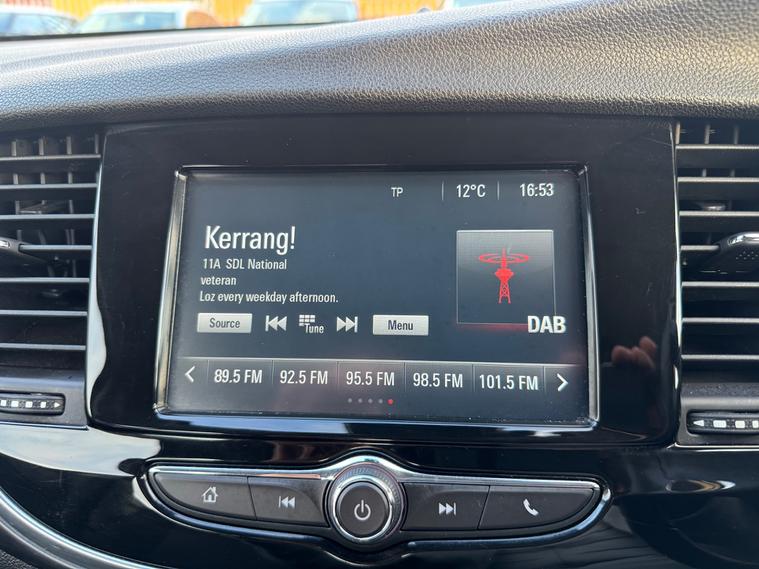 TP 12°C 16:53
Kerrang!
11A SDL National
veteran
Loz every weekday afternoon.
DAB
Source Tune Menu
89.5 FM 92.5 FM 95.5 FM 98.5 FM 101.5 FM